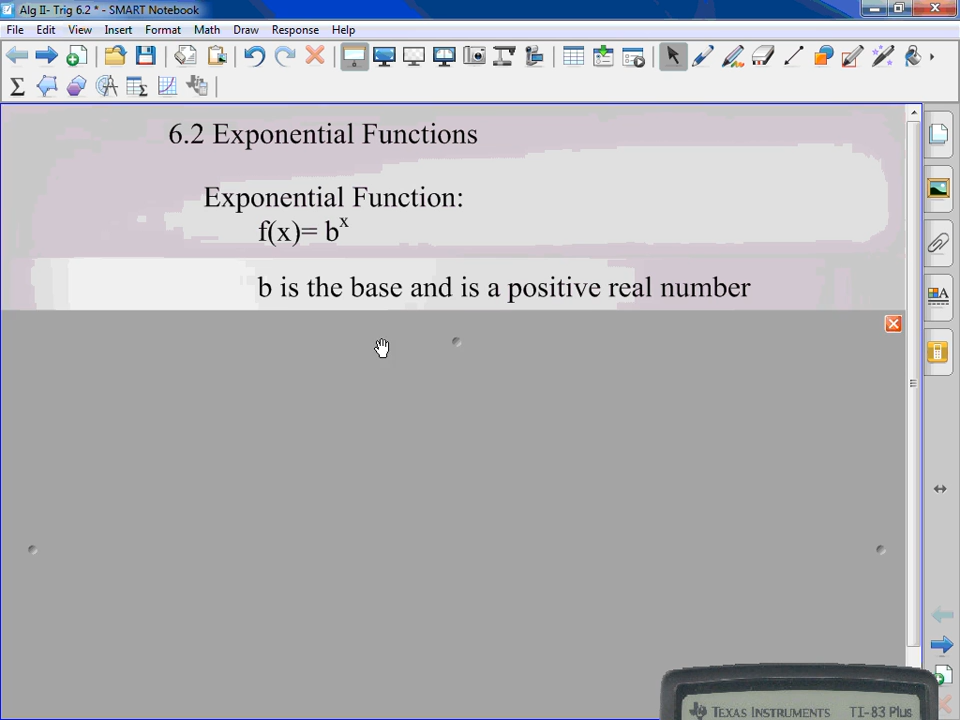 Alg II- Trig 6.2 * - SMART Notebook
File Edit View Insert Format Math Draw Response Help
6.2 Exponential Functions
Exponential Function:
f(x)= bˣ
b is the base and is a positive real number
TEXAS INSTRUMENTS TI-83 Plus